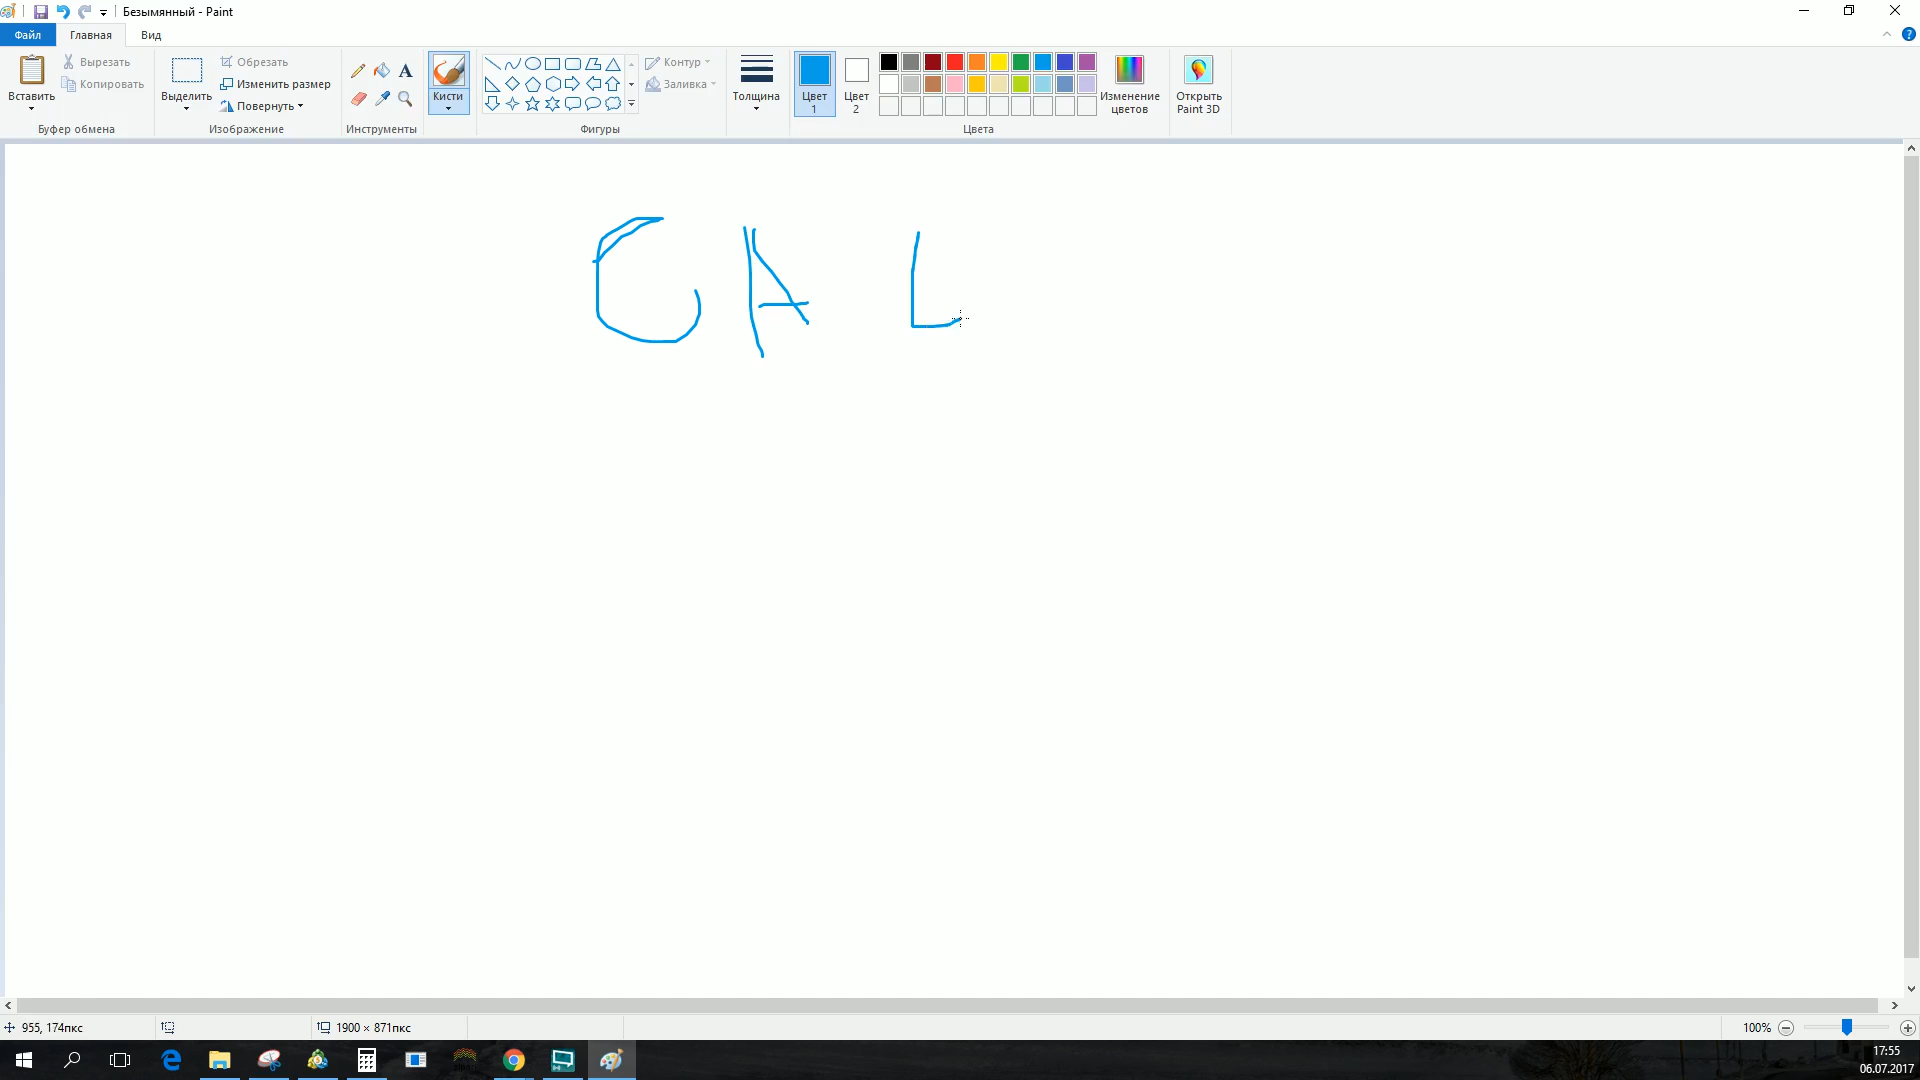 Безымянный - Paint
Файл Главная Вид
Вставить Вырезать Копировать Выделить Обрезать Изменить размер Повернуть Кисти Контур Заливка Толщина Цвет 1 Цвет 2 Изменение цветов Открыть Paint 3D
Буфер обмена Изображение Инструменты Фигуры Цвета
CAL
955, 174пкс 1900 × 871пкс 100%
17:55
06.07.2017